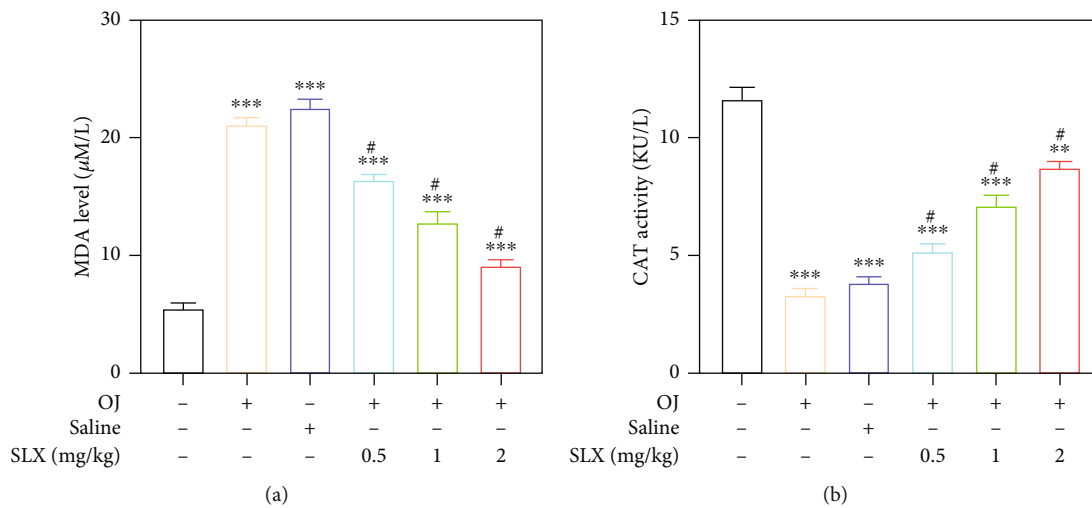 30
20
10
0
MDA level (μM/L)
***
***
#
***
#
***
#
***
OJ – + – + + +
Saline – – + – – –
SLX (mg/kg) – – – 0.5 1 2
(a)
15
10
5
0
CAT activity (KU/L)
***
***
#
***
#
***
#
**
OJ – + – + + +
Saline – – + – – –
SLX (mg/kg) – – – 0.5 1 2
(b)